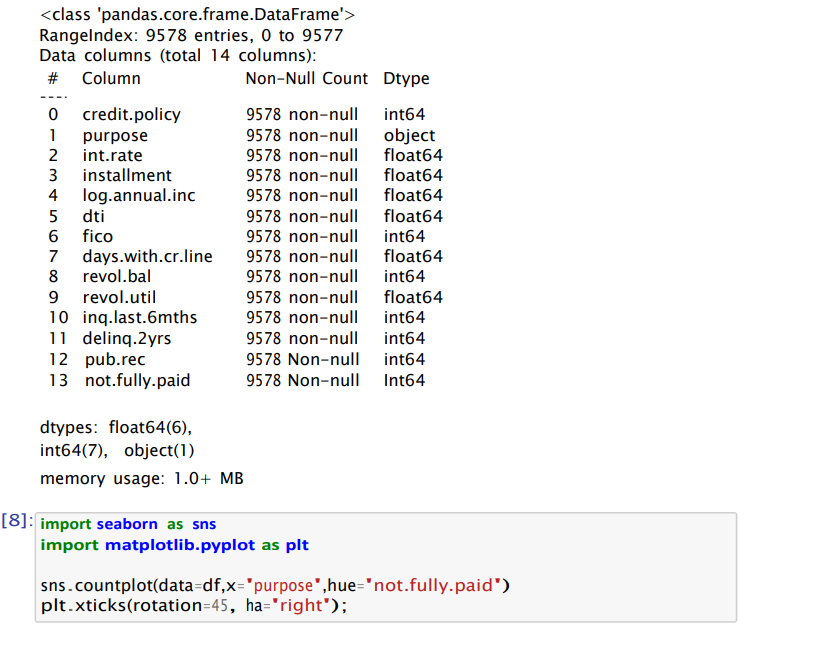 <class 'pandas.core.frame.DataFrame'>
RangeIndex: 9578 entries, 0 to 9577
Data columns (total 14 columns):
# Column Non-Null Count Dtype
----
0 credit.policy 9578 non-null int64
1 purpose 9578 non-null object
2 int.rate 9578 non-null float64
3 installment 9578 non-null float64
4 log.annual.inc 9578 non-null float64
5 dti 9578 non-null float64
6 fico 9578 non-null int64
7 days.with.cr.line 9578 non-null float64
8 revol.bal 9578 non-null int64
9 revol.util 9578 non-null float64
10 inq.last.6mths 9578 non-null int64
11 delinq.2yrs 9578 non-null int64
12 pub.rec 9578 Non-null int64
13 not.fully.paid 9578 Non-null Int64
dtypes: float64(6),
int64(7), object(1)
memory usage: 1.0+ MB
[8]: import seaborn as sns
import matplotlib.pyplot as plt
sns.countplot(data=df,x="purpose",hue="not.fully.paid")
plt.xticks(rotation=45, ha="right");